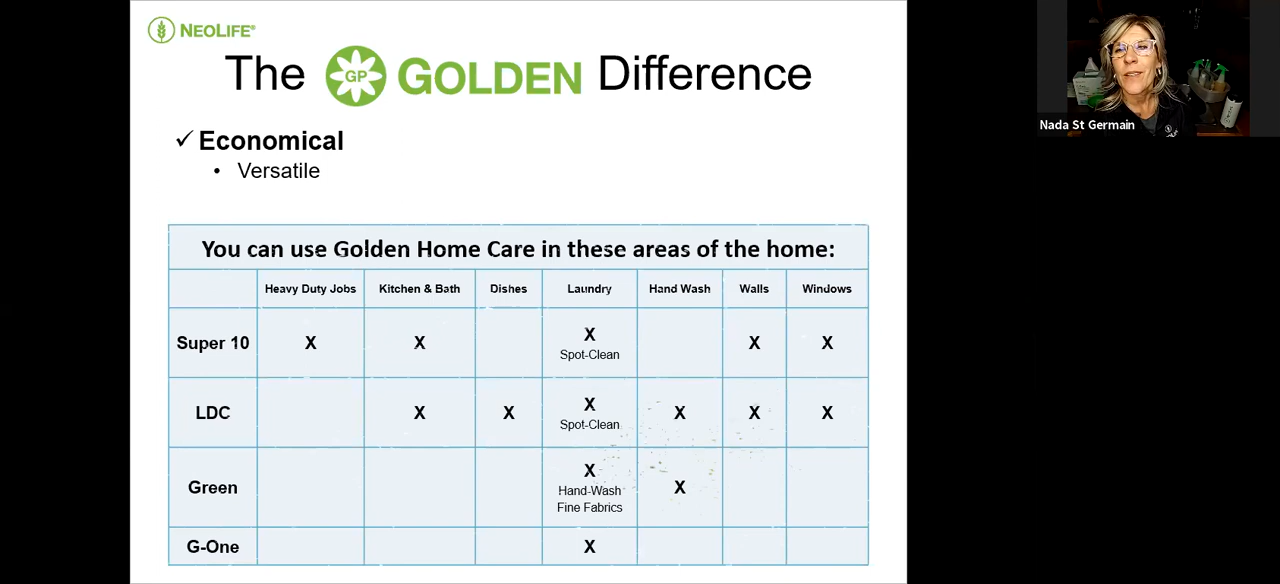 NEOLIFE®
The GP GOLDEN Difference
✓ Economical
• Versatile
You can use Golden Home Care in these areas of the home:
Heavy Duty Jobs Kitchen & Bath Dishes Laundry Hand Wash Walls Windows
Super 10 X X X Spot-Clean X X
LDC X X X Spot-Clean X X X
Green X Hand-Wash Fine Fabrics X
G-One X
Nada St Germain